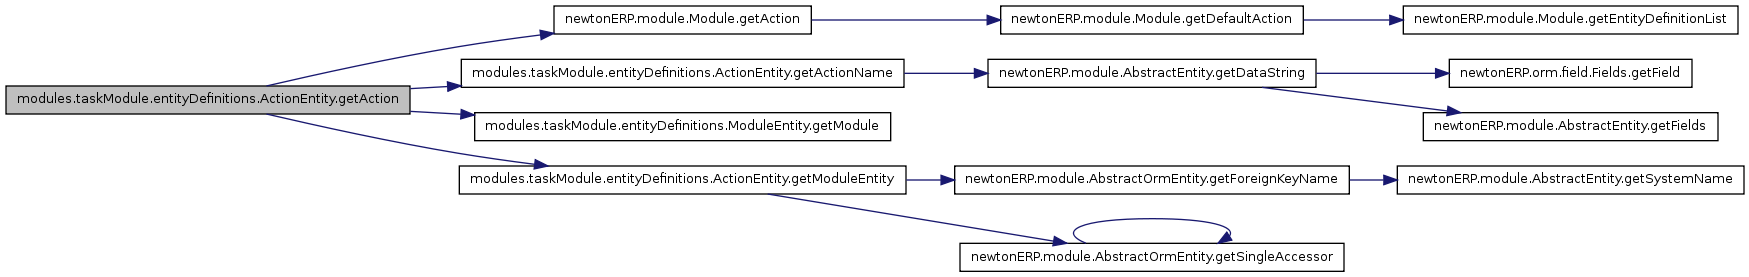 newtonERP.module.Module.getAction
newtonERP.module.Module.getDefaultAction
newtonERP.module.Module.getEntityDefinitionList
modules.taskModule.entityDefinitions.ActionEntity.getActionName
newtonERP.module.AbstractEntity.getDataString
newtonERP.orm.field.Fields.getField
modules.taskModule.entityDefinitions.ActionEntity.getAction
modules.taskModule.entityDefinitions.ModuleEntity.getModule
newtonERP.module.AbstractEntity.getFields
modules.taskModule.entityDefinitions.ActionEntity.getModuleEntity
newtonERP.module.AbstractOrmEntity.getForeignKeyName
newtonERP.module.AbstractEntity.getSystemName
newtonERP.module.AbstractOrmEntity.getSingleAccessor